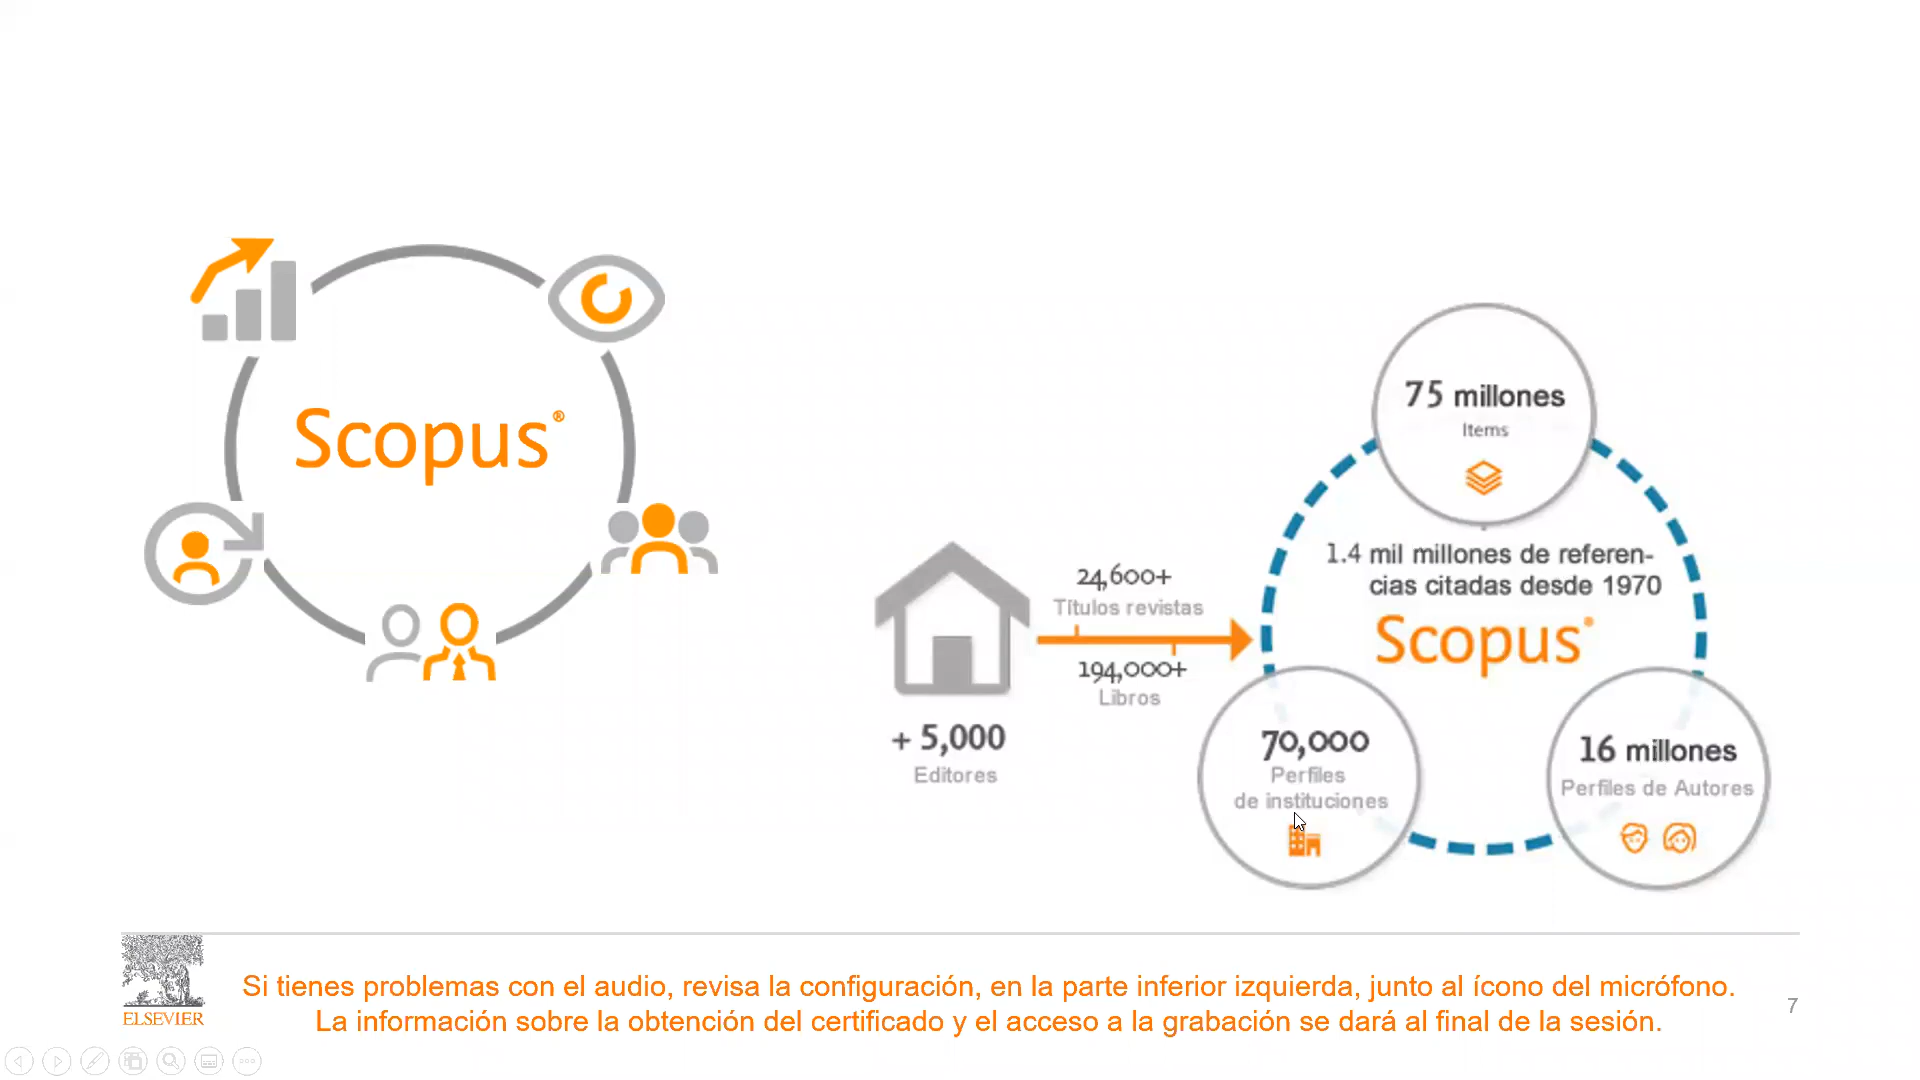 Scopus®
75 millones
Items
1.4 mil millones de referen-
cias citadas desde 1970
Scopus®
24,600+
Títulos revistas
194,000+
Libros
+ 5,000
Editores
70,000
Perfiles
de instituciones
16 millones
Perfiles de Autores
ELSEVIER
Si tienes problemas con el audio, revisa la configuración, en la parte inferior izquierda, junto al ícono del micrófono.
La información sobre la obtención del certificado y el acceso a la grabación se dará al final de la sesión.
7